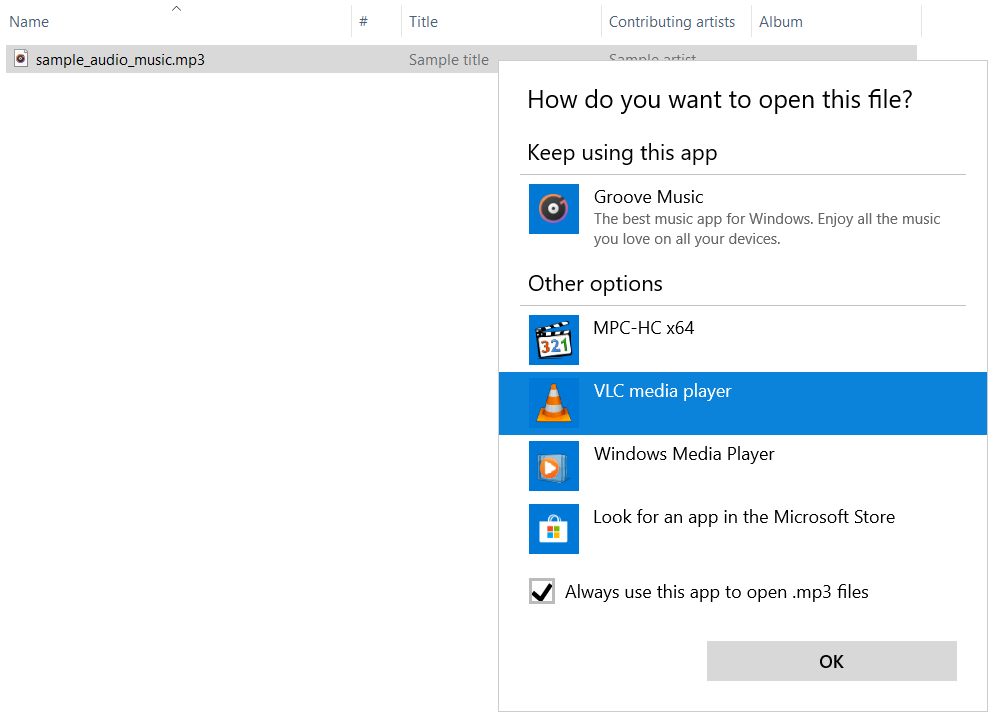 Name # Title Contributing artists Album
sample_audio_music.mp3 Sample title Sample artist
How do you want to open this file?
Keep using this app
Groove Music
The best music app for Windows. Enjoy all the music
you love on all your devices.
Other options
321
MPC-HC x64
VLC media player
Windows Media Player
Look for an app in the Microsoft Store
Always use this app to open .mp3 files
OK